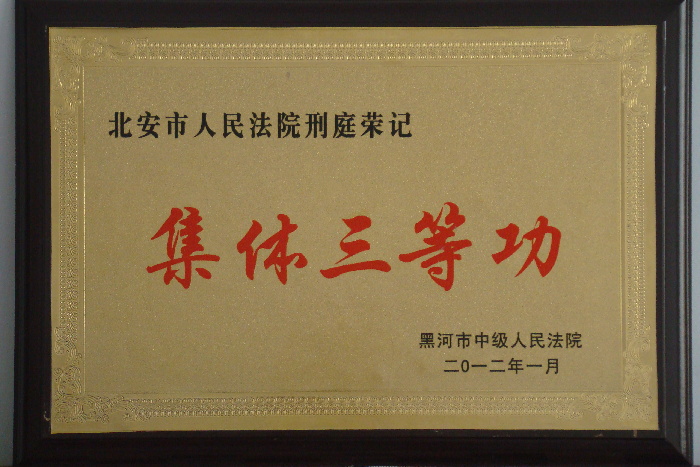 北安市人民法院刑庭荣记
集体三等功
黑河市中级人民法院
二0一二年一月